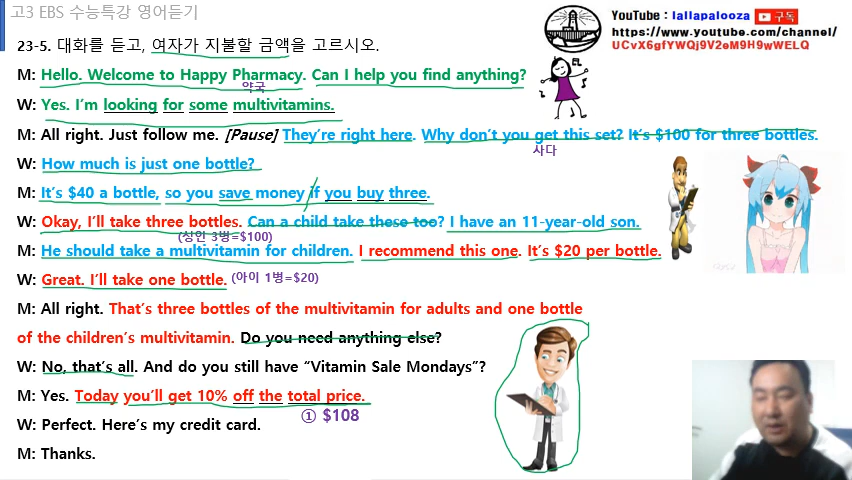 고3 EBS 수능특강 영어듣기
YouTube : lallapalooza 구독
https://www.youtube.com/channel/
UCvX6gfYWQj9V2eM9H9wWELQ
23-5. 대화를 듣고, 여자가 지불할 금액을 고르시오.
M: Hello. Welcome to Happy Pharmacy. Can I help you find anything?
약국
W: Yes. I'm looking for some multivitamins.
M: All right. Just follow me. [Pause] They're right here. Why don't you get this set? It's $100 for three bottles.
사다
W: How much is just one bottle?
M: It's $40 a bottle, so you save money if you buy three.
W: Okay, I'll take three bottles. Can a child take these too? I have an 11-year-old son.
(성인 3병=$100)
M: He should take a multivitamin for children. I recommend this one. It's $20 per bottle.
W: Great. I'll take one bottle. (아이 1병=$20)
M: All right. That's three bottles of the multivitamin for adults and one bottle
of the children's multivitamin. Do you need anything else?
W: No, that's all. And do you still have “Vitamin Sale Mondays”?
M: Yes. Today you'll get 10% off the total price.
① $108
W: Perfect. Here's my credit card.
M: Thanks.